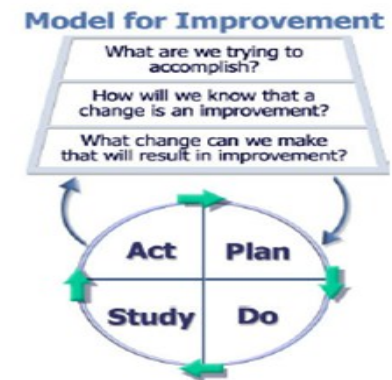 Model for Improvement
What are we trying to
accomplish?
How will we know that a
change is an improvement?
What change can we make
that will result in improvement?
Act
Plan
Study
Do